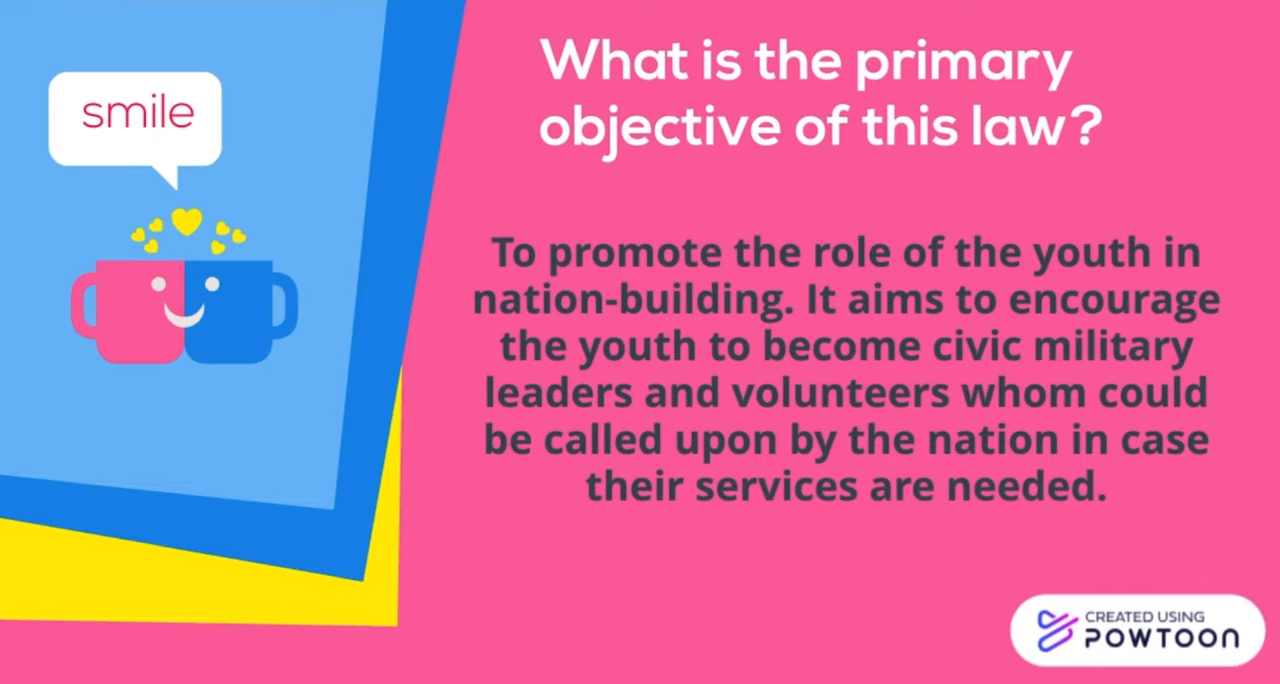 smile
What is the primary
objective of this law?
To promote the role of the youth in
nation-building. It aims to encourage
the youth to become civic military
leaders and volunteers whom could
be called upon by the nation in case
their services are needed.
CREATED USING
POWTOON